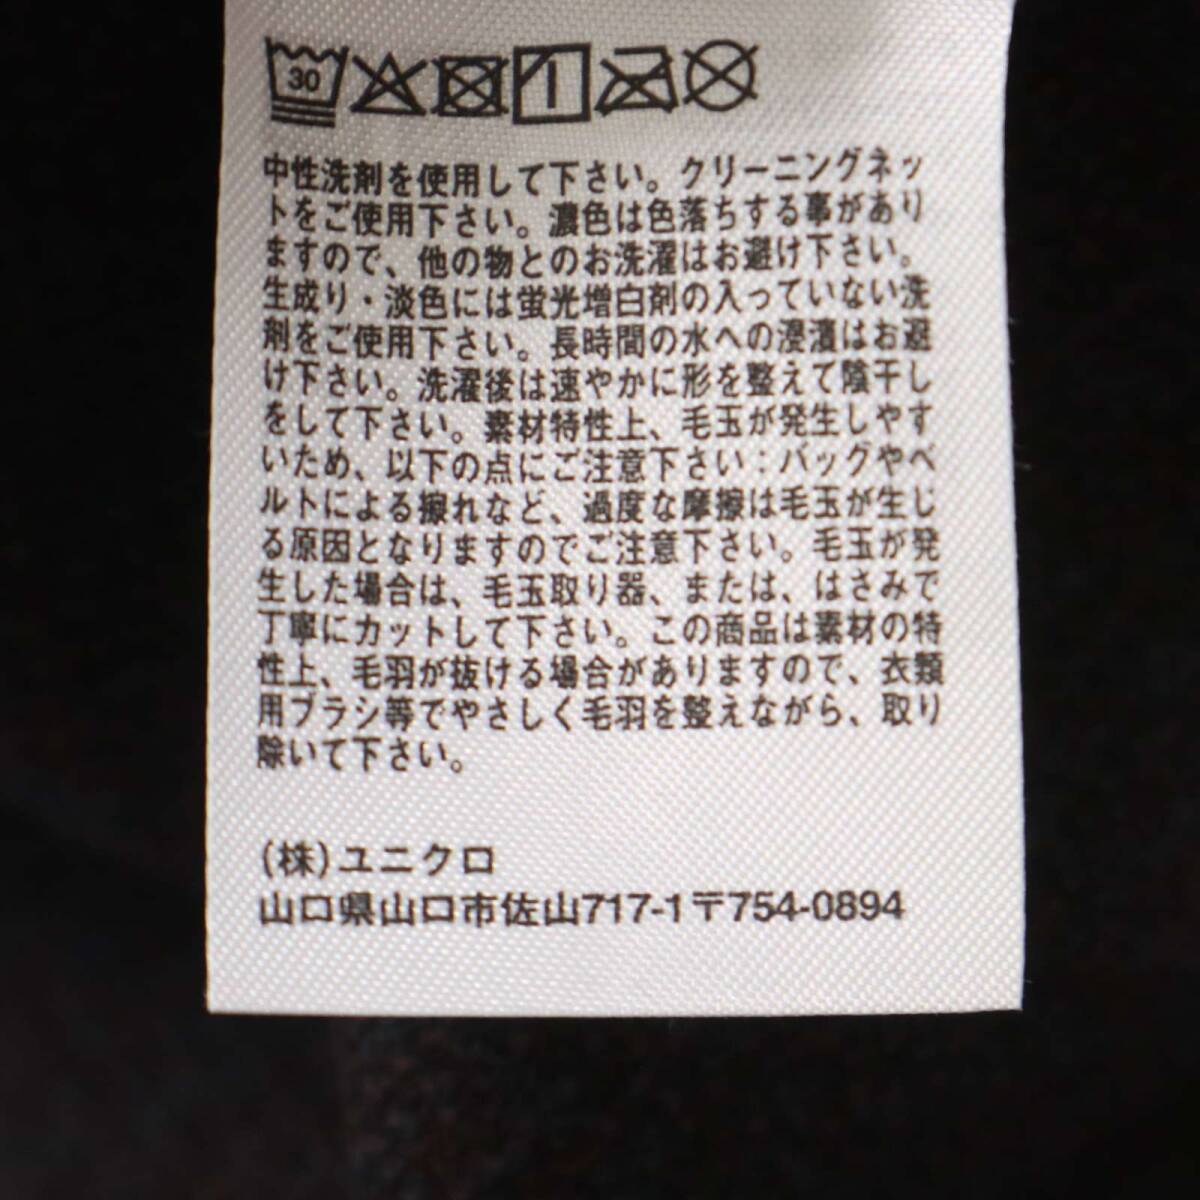 30
中性洗剤を使用して下さい。クリーニングネッ
トをご使用下さい。濃色は色落ちする事があり
ますので、他の物とのお洗濯はお避け下さい。
生成り・淡色には蛍光増白剤の入っていない洗
剤をご使用下さい。長時間の水への浸漬はお避
け下さい。洗濯後は速やかに形を整えて陰干し
をして下さい。素材特性上、毛玉が発生しやす
いため、以下の点にご注意下さい：バッグやベ
ルトによる擦れなど、過度な摩擦は毛玉が生じ
る原因となりますのでご注意下さい。毛玉が発
生した場合は、毛玉取り器、または、はさみで
丁寧にカットして下さい。この商品は素材の特
性上、毛羽が抜ける場合がありますので、衣類
用ブラシ等でやさしく毛羽を整えながら、取り
除いて下さい。
(株)ユニクロ
山口県山口市佐山717-1〒754-0894